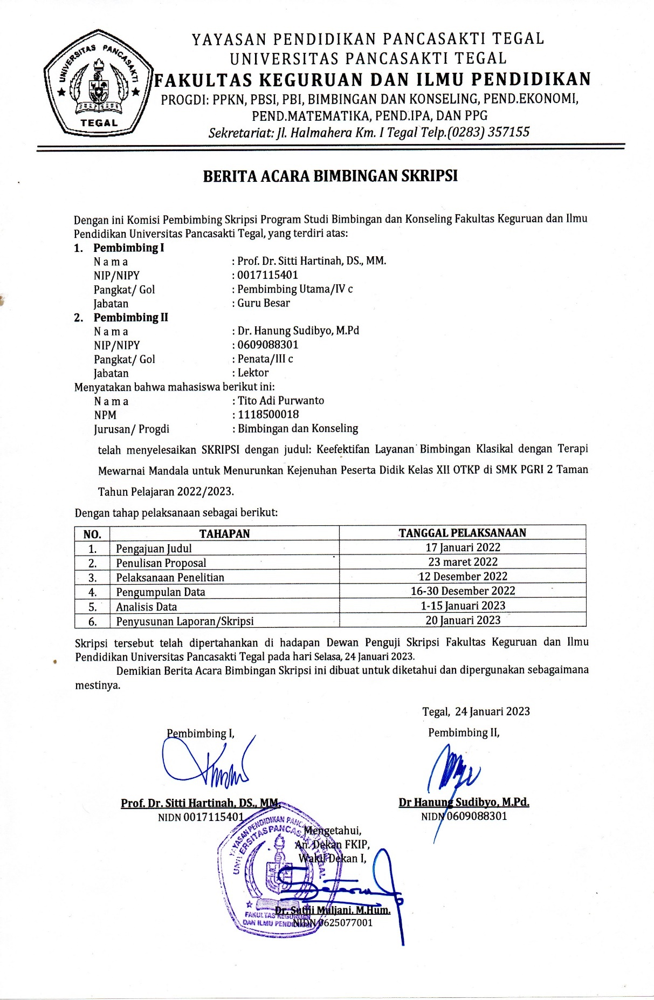 UNIVERSITAS PANCASAKTI
TEGAL
YAYASAN PENDIDIKAN PANCASAKTI TEGAL
UNIVERSITAS PANCASAKTI TEGAL
FAKULTAS KEGURUAN DAN ILMU PENDIDIKAN
PROGDI: PPKN, PBSI, PBI, BIMBINGAN DAN KONSELING, PEND.EKONOMI,
PEND.MATEMATIKA, PEND.IPA, DAN PPG
Sekretariat: Jl. Halmahera Km. I Tegal Telp.(0283) 357155
BERITA ACARA BIMBINGAN SKRIPSI
Dengan ini Komisi Pembimbing Skripsi Program Studi Bimbingan dan Konseling Fakultas Keguruan dan Ilmu
Pendidikan Universitas Pancasakti Tegal, yang terdiri atas:
1. Pembimbing I
N a m a : Prof. Dr. Sitti Hartinah, DS., MM.
NIP/NIPY : 0017115401
Pangkat/ Gol : Pembimbing Utama/IV c
Jabatan : Guru Besar
2. Pembimbing II
N a m a : Dr. Hanung Sudibyo, M.Pd
NIP/NIPY : 0609088301
Pangkat/ Gol : Penata/III c
Jabatan : Lektor
Menyatakan bahwa mahasiswa berikut ini:
N a m a : Tito Adi Purwanto
NPM : 1118500018
Jurusan/ Progdi : Bimbingan dan Konseling
telah menyelesaikan SKRIPSI dengan judul: Keefektifan Layanan Bimbingan Klasikal dengan Terapi
Mewarnai Mandala untuk Menurunkan Kejenuhan Peserta Didik Kelas XII OTKP di SMK PGRI 2 Taman
Tahun Pelajaran 2022/2023.
Dengan tahap pelaksanaan sebagai berikut:
NO. TAHAPAN TANGGAL PELAKSANAAN
1. Pengajuan Judul 17 Januari 2022
2. Penulisan Proposal 23 maret 2022
3. Pelaksanaan Penelitian 12 Desember 2022
4. Pengumpulan Data 16-30 Desember 2022
5. Analisis Data 1-15 Januari 2023
6. Penyusunan Laporan/Skripsi 20 Januari 2023
Skripsi tersebut telah dipertahankan di hadapan Dewan Penguji Skripsi Fakultas Keguruan dan Ilmu
Pendidikan Universitas Pancasakti Tegal pada hari Selasa, 24 Januari 2023.
Demikian Berita Acara Bimbingan Skripsi ini dibuat untuk diketahui dan dipergunakan sebagaimana
mestinya.
Tegal, 24 Januari 2023
Pembimbing I, Pembimbing II,
Prof. Dr. Sitti Hartinah, DS., MM. Dr Hanung Sudibyo, M.Pd.
NIDN 0017115401 NIDN 0609088301
Mengetahui,
An. Dekan FKIP,
Wakil Dekan I,
Dr. Suthi Muljani, M.Hum.
NIDN 0625077001
YAYASAN PENDIDIKAN PANCASAKTI TEGAL
UNIVERSITAS PANCASAKTI TEGAL
FAKULTAS KEGURUAN
DAN ILMU PENDIDIKAN